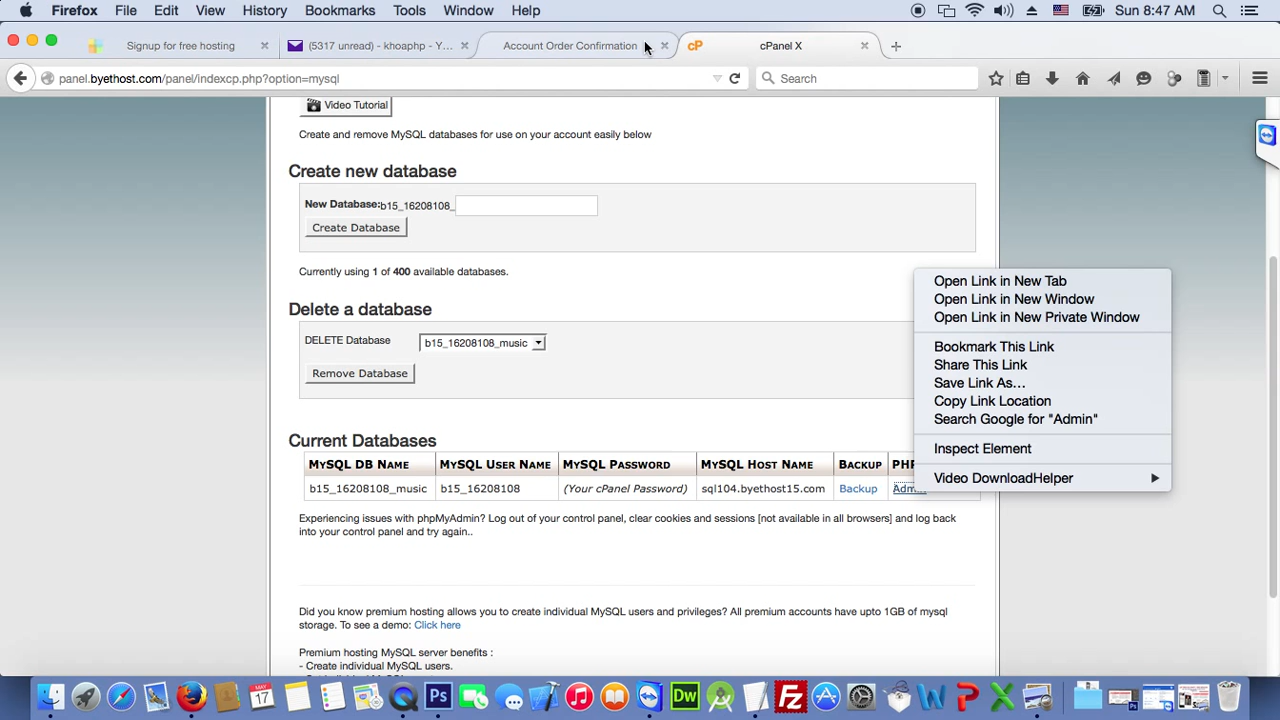 Firefox File Edit View History Bookmarks Tools Window Help Sun 8:47 AM
Signup for free hosting (5317 unread) - khoaphp - Y... Account Order Confirmation cP cPanel X
panel.byethost.com/panel/indexcp.php?option=mysql Search
Video Tutorial
Create and remove MySQL databases for use on your account easily below
Create new database
New Database:b15_16208108_
Create Database
Currently using 1 of 400 available databases.
Delete a database
DELETE Database b15_16208108_music
Remove Database
Current Databases
MySQL DB Name MySQL User Name MySQL Password MySQL Host Name Backup PHP
b15_16208108_music b15_16208108 (Your cPanel Password) sql104.byethost15.com Backup Admin
Experiencing issues with phpMyAdmin? Log out of your control panel, clear cookies and sessions [not available in all browsers] and log back
into your control panel and try again..
Did you know premium hosting allows you to create individual MySQL users and privileges? All premium accounts have upto 1GB of mysql
storage. To see a demo: Click here
Premium hosting MySQL server benefits :
- Create individual MySQL users.
Open Link in New Tab
Open Link in New Window
Open Link in New Private Window
Bookmark This Link
Share This Link
Save Link As...
Copy Link Location
Search Google for "Admin"
Inspect Element
Video DownloadHelper
MAY
17
Ps
Dw
Fz
W
P
X